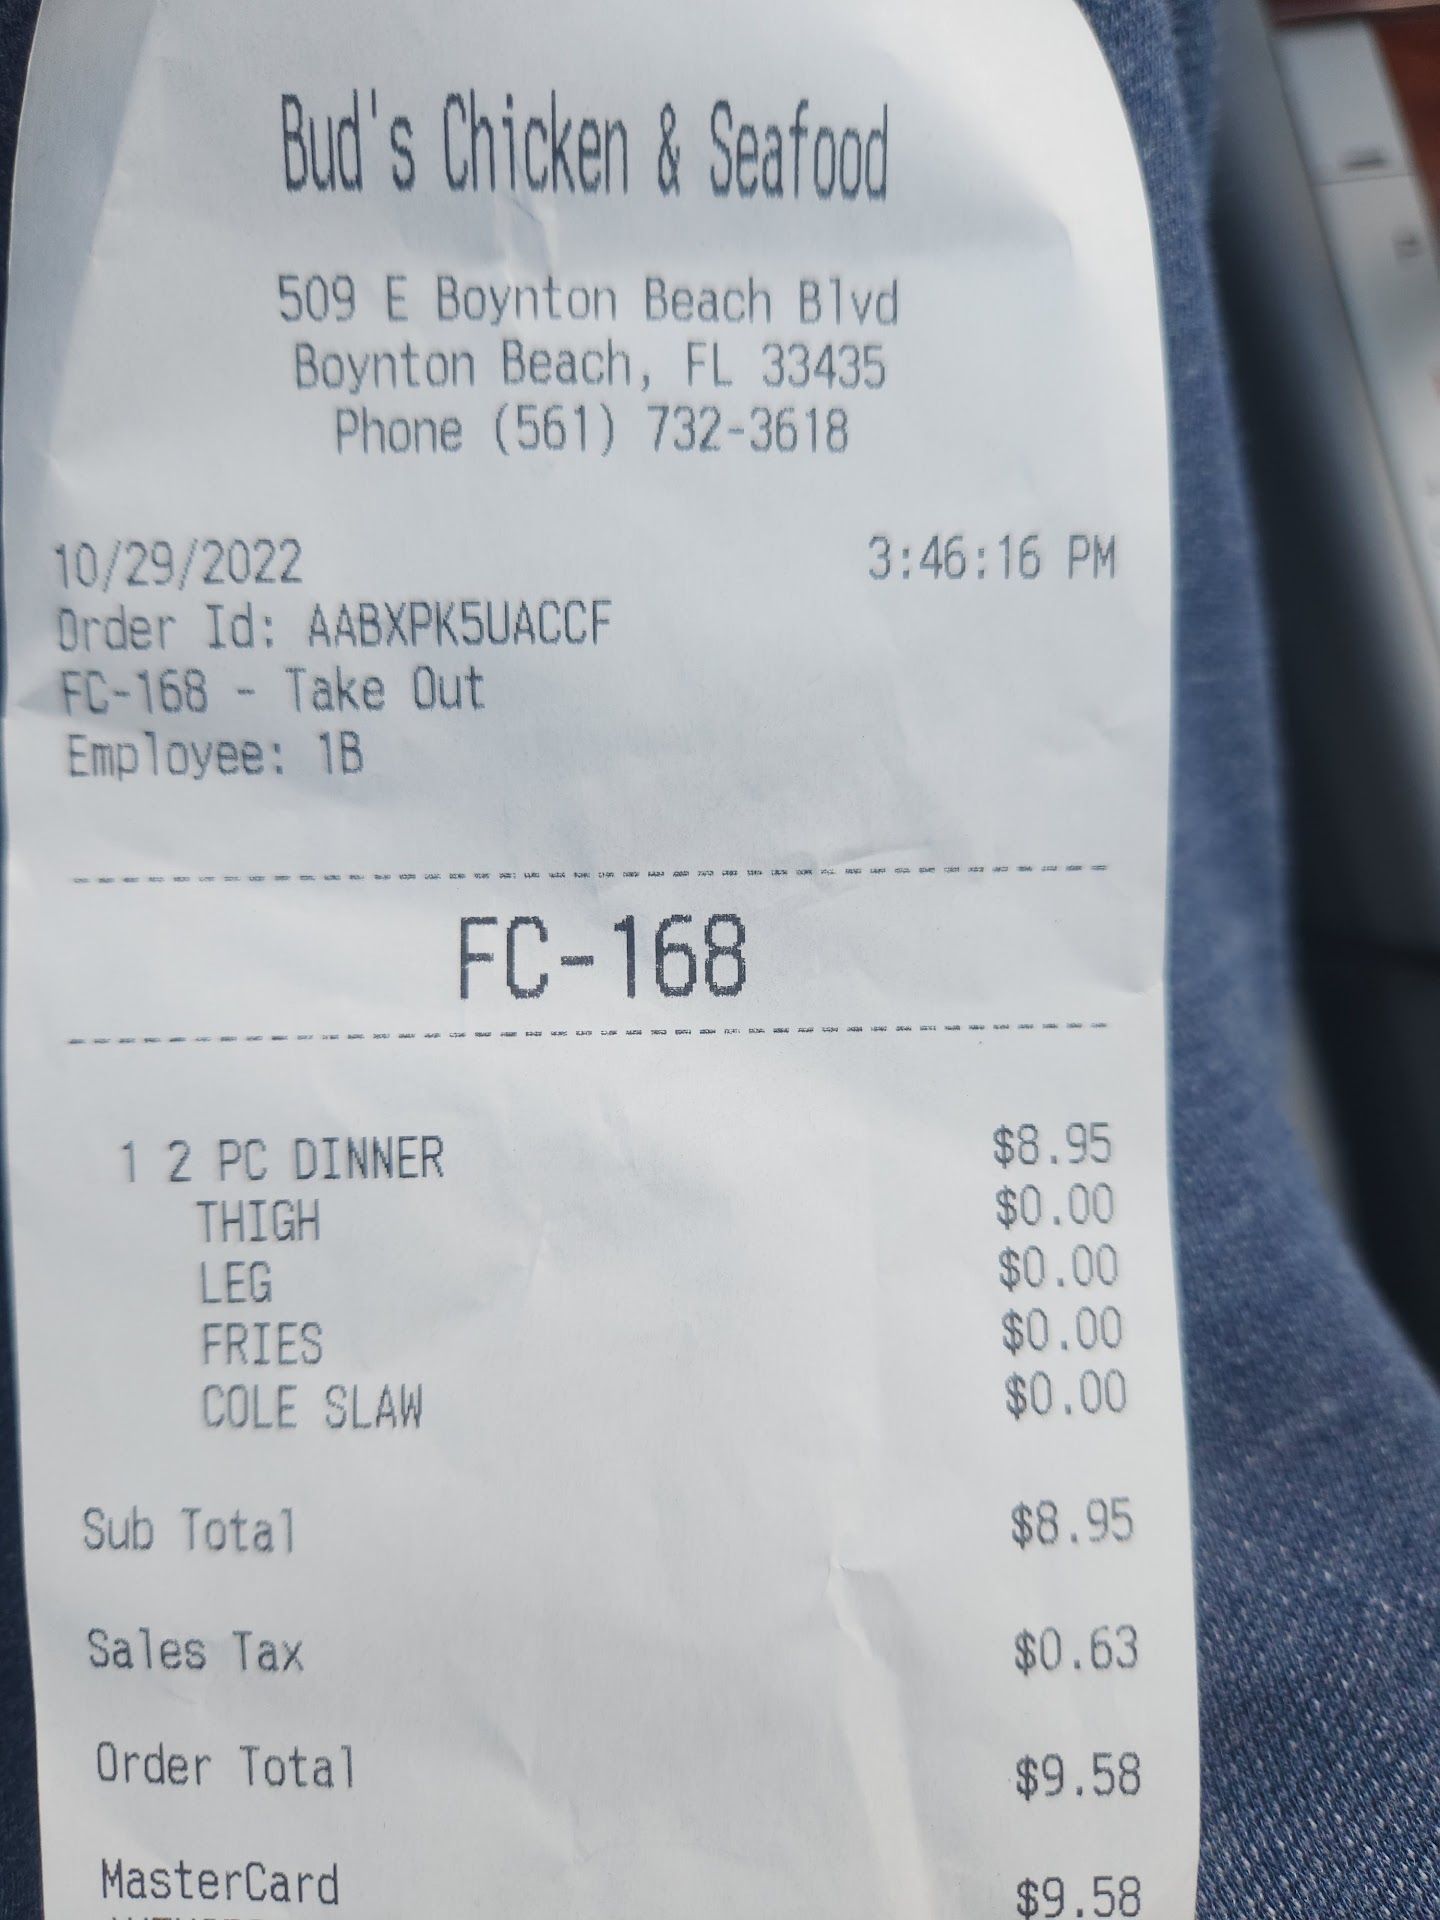 Bud's Chicken & Seafood
509 E Boynton Beach Blvd
Boynton Beach, FL 33435
Phone (561) 732-3618
10/29/2022 3:46:16 PM
Order Id: AABXPK5UACCF
FC-168 - Take Out
Employee: 1B
FC-168
1 2 PC DINNER $8.95
THIGH $0.00
LEG $0.00
FRIES $0.00
COLE SLAW $0.00
Sub Total $8.95
Sales Tax $0.63
Order Total $9.58
MasterCard $9.58